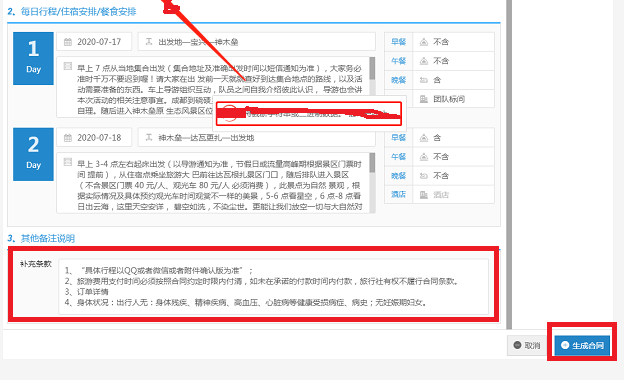 2、每日行程/住宿安排/餐食安排
1
Day
2020-07-17
出发地—宝兴—神木垒
早上 7 点从当地集合出发（集合地址及准确出发时间以短信通知为准），大家务必
准时千万不要迟到喔！请大家在出 发前一天就就查好到达集合地点的路线，以及活
动需要准备的东西。车上导游组织互动，队员之间自我介绍彼此认识， 导游也会讲
本次活动的相关注意事宜。成都到硗碛
自理。随后进入神木垒原 生态风景区位
早餐 不含
午餐 不含
晚餐 含
团队标间
2
Day
2020-07-18
神木垒—达瓦更扎—出发地
早上 3-4 点左右起床出发（以导游通知为准，节假日或流量高峰期根据景区门票时
间 提前），从住宿点乘坐旅游大 巴前往达瓦根扎景区门口，随后排队进入景区
（ 不含景区门票 40 元/人、观光车 80 元/人 必须消费），此景点为自然 景观，根
据实际情况及具体预约观光车时间观赏不一样的美景，5-6 点看星空，6 点-8 点看
日出云海，这里天空安详， 碧空如洗，不染尘世。更能让我们放空一切与大自然对
早餐 含
午餐 不含
晚餐 不含
酒店 酒店
3、其他备注说明
补充条款
1、“具体行程以QQ或者微信或者附件确认版为准”；
2、旅游费用支付时间必须按照合同约定时限内付清，如未在承诺的付款时间内付款，旅行社有权不履行合同条款。
3、订单详情
4、身体状况：出行人无：身体残疾、精神疾病、高血压、心脏病等健康受损病症、病史；无妊娠期妇女。
取消
生成合同